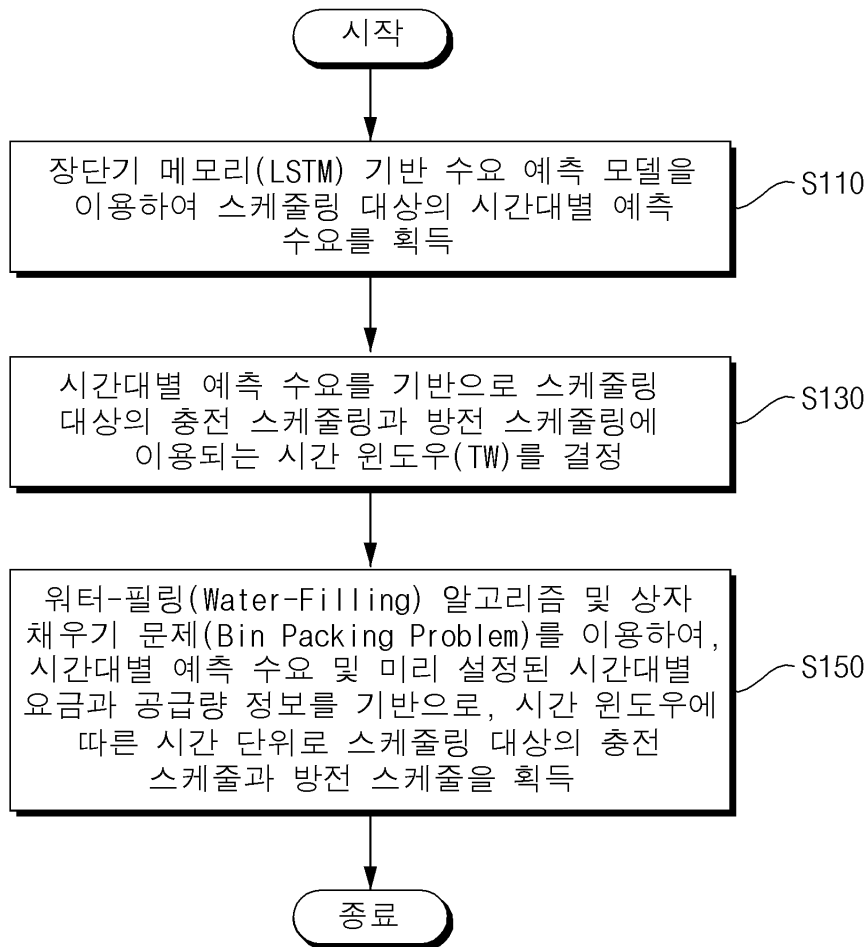 시작
장단기 메모리(LSTM) 기반 수요 예측 모델을
이용하여 스케줄링 대상의 시간대별 예측
수요를 획득
S110
시간대별 예측 수요를 기반으로 스케줄링
대상의 충전 스케줄링과 방전 스케줄링에
이용되는 시간 윈도우(TW)를 결정
S130
워터-필링(Water-Filling) 알고리즘 및 상자
채우기 문제(Bin Packing Problem)를 이용하여,
시간대별 예측 수요 및 미리 설정된 시간대별
요금과 공급량 정보를 기반으로, 시간 윈도우에
따른 시간 단위로 스케줄링 대상의 충전
스케줄과 방전 스케줄을 획득
S150
종료